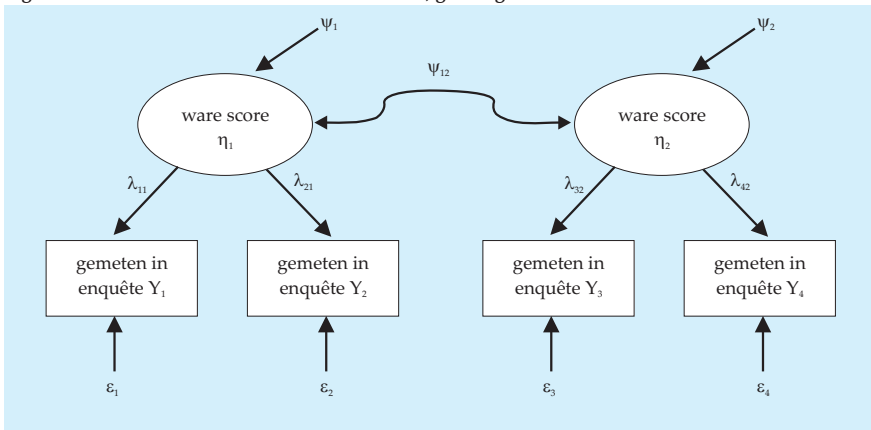 ψ₁
ψ₂
ψ₁₂
ware score
η₁
ware score
η₂
λ₁₁
λ₂₁
λ₃₂
λ₄₂
gemeten in
enquête Y₁
gemeten in
enquête Y₂
gemeten in
enquête Y₃
gemeten in
enquête Y₄
ε₁
ε₂
ε₃
ε₄